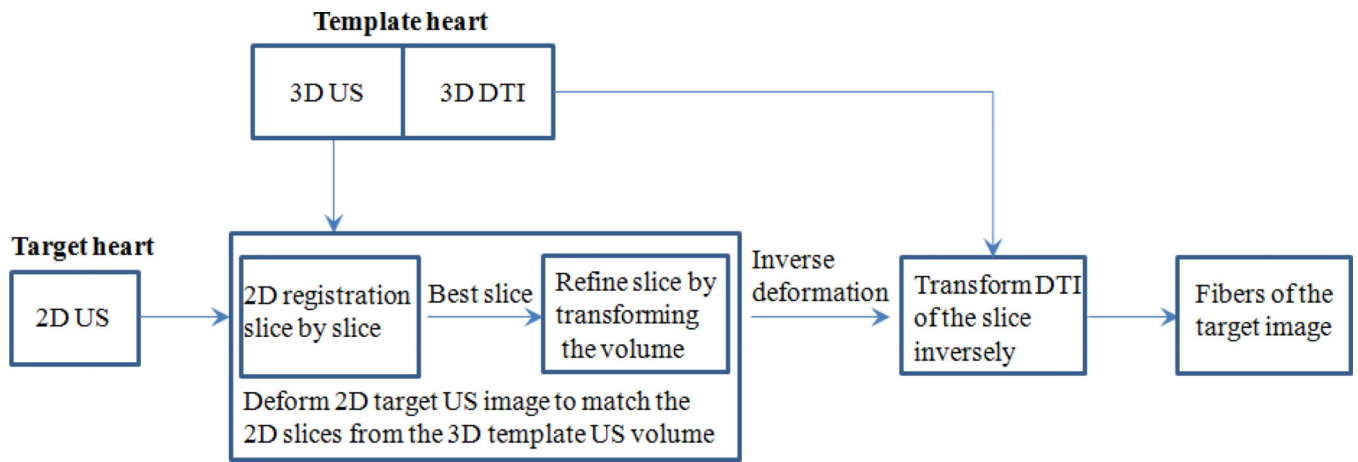 Template heart
3D US
3D DTI
Target heart
2D US
2D registration
slice by slice
Best slice
Refine slice by
transforming
the volume
Deform 2D target US image to match the
2D slices from the 3D template US volume
Inverse
deformation
Transform DTI
of the slice
inversely
Fibers of the
target image